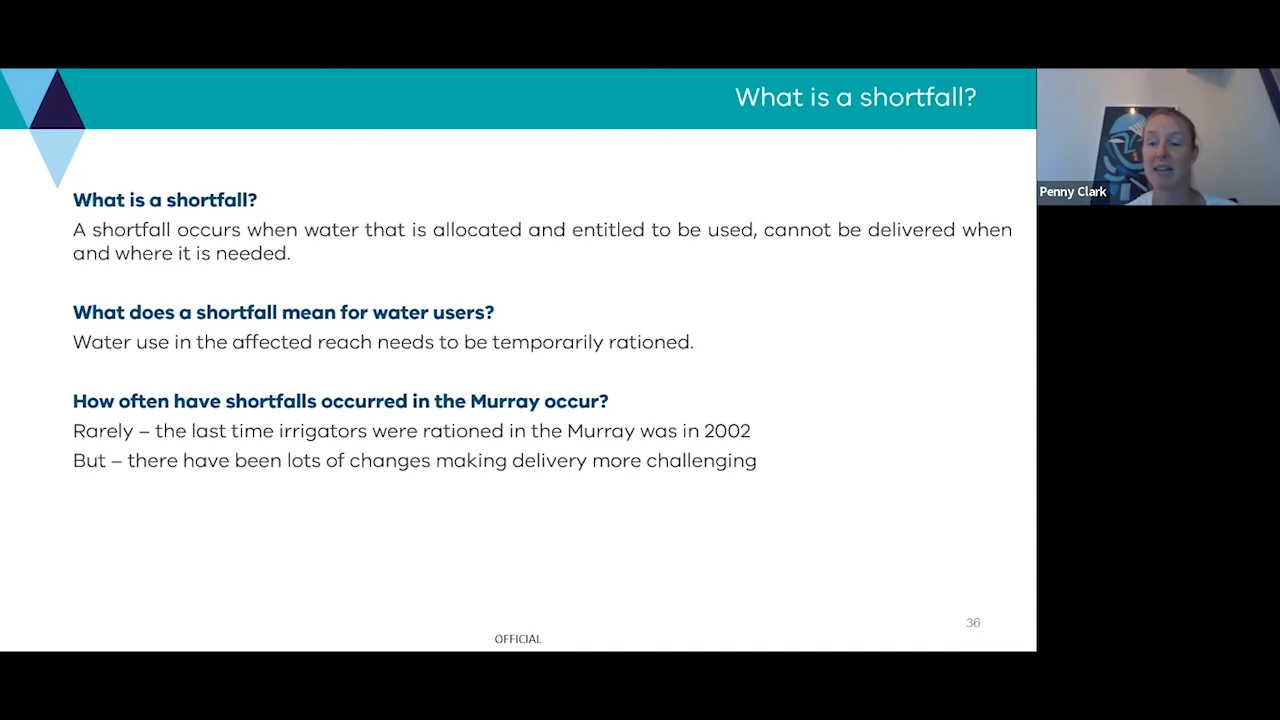 What is a shortfall?
Penny Clark
What is a shortfall?
A shortfall occurs when water that is allocated and entitled to be used, cannot be delivered when
and where it is needed.
What does a shortfall mean for water users?
Water use in the affected reach needs to be temporarily rationed.
How often have shortfalls occurred in the Murray occur?
Rarely – the last time irrigators were rationed in the Murray was in 2002
But – there have been lots of changes making delivery more challenging
36
OFFICIAL